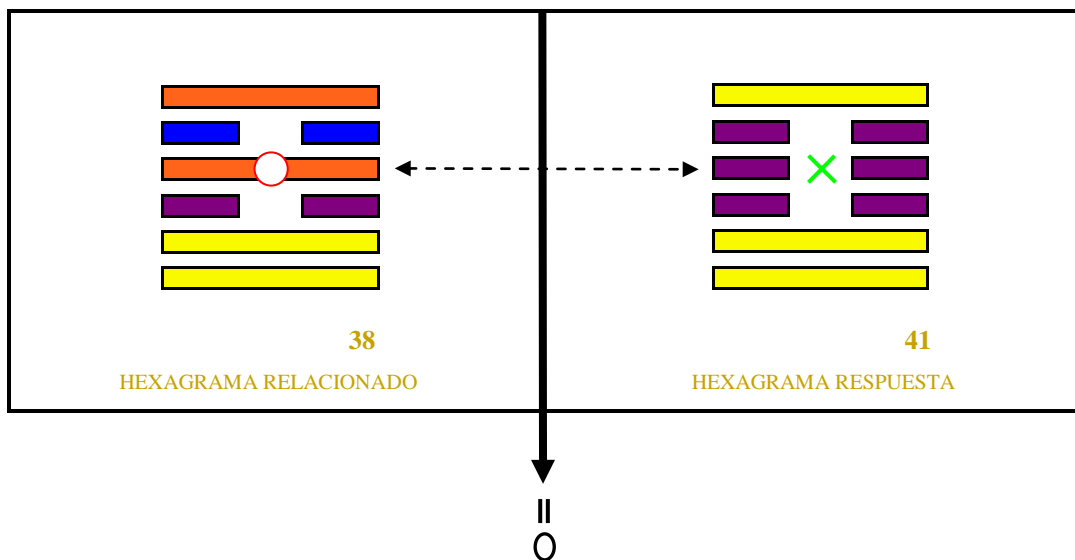 38
HEXAGRAMA RELACIONADO
41
HEXAGRAMA RESPUESTA
=
O